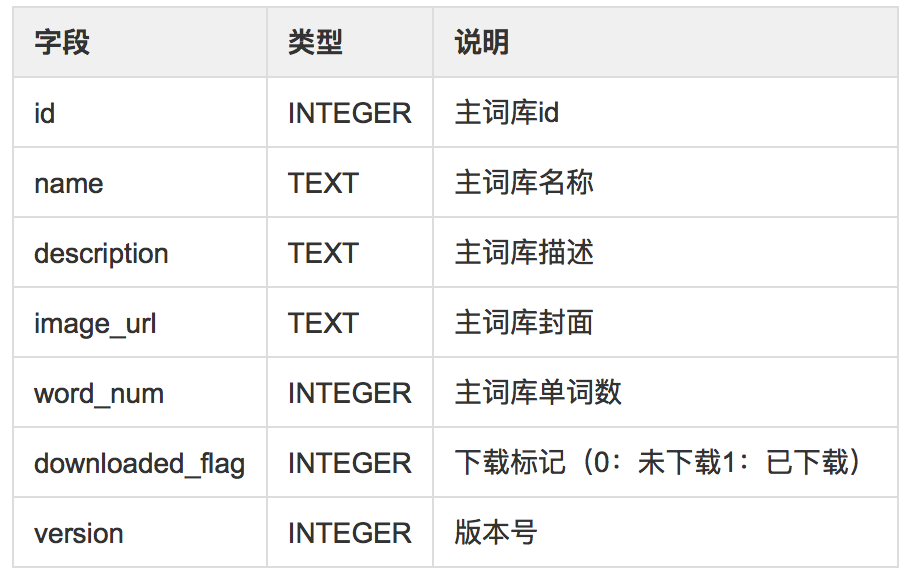 字段 类型 说明
id INTEGER 主词库id
name TEXT 主词库名称
description TEXT 主词库描述
image_url TEXT 主词库封面
word_num INTEGER 主词库单词数
downloaded_flag INTEGER 下载标记（0：未下载1：已下载）
version INTEGER 版本号